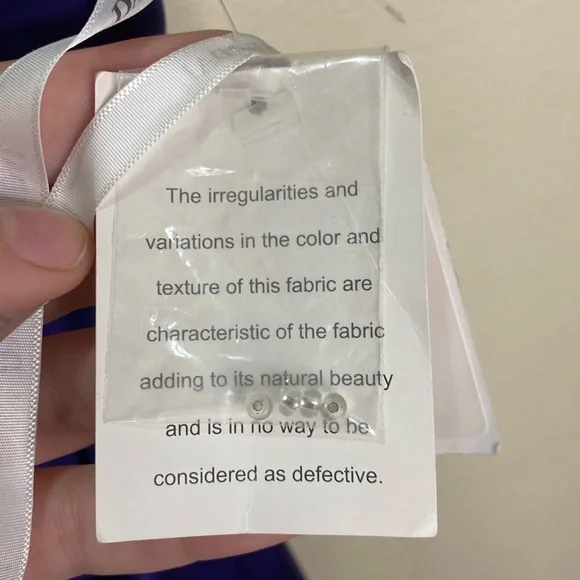 The irregularities and
variations in the color and
texture of this fabric are
characteristic of the fabric
adding to its natural beauty
and is in no way to be
considered as defective.